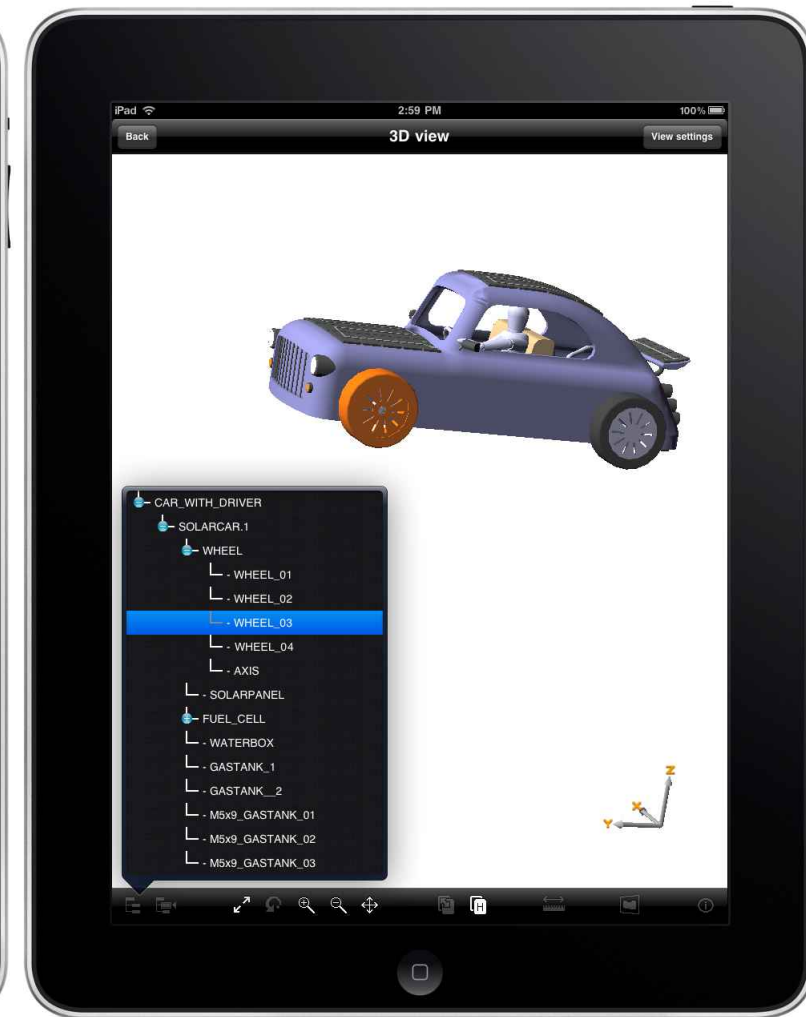 iPad 2:59 PM 100%
Back 3D view View settings
CAR_WITH_DRIVER
SOLARCAR.1
WHEEL
- WHEEL_01
- WHEEL_02
- WHEEL_03
- WHEEL_04
- AXIS
- SOLARPANEL
FUEL_CELL
- WATERBOX
- GASTANK_1
- GASTANK__2
- M5x9_GASTANK_01
- M5x9_GASTANK_02
- M5x9_GASTANK_03
Z
X
Y
H